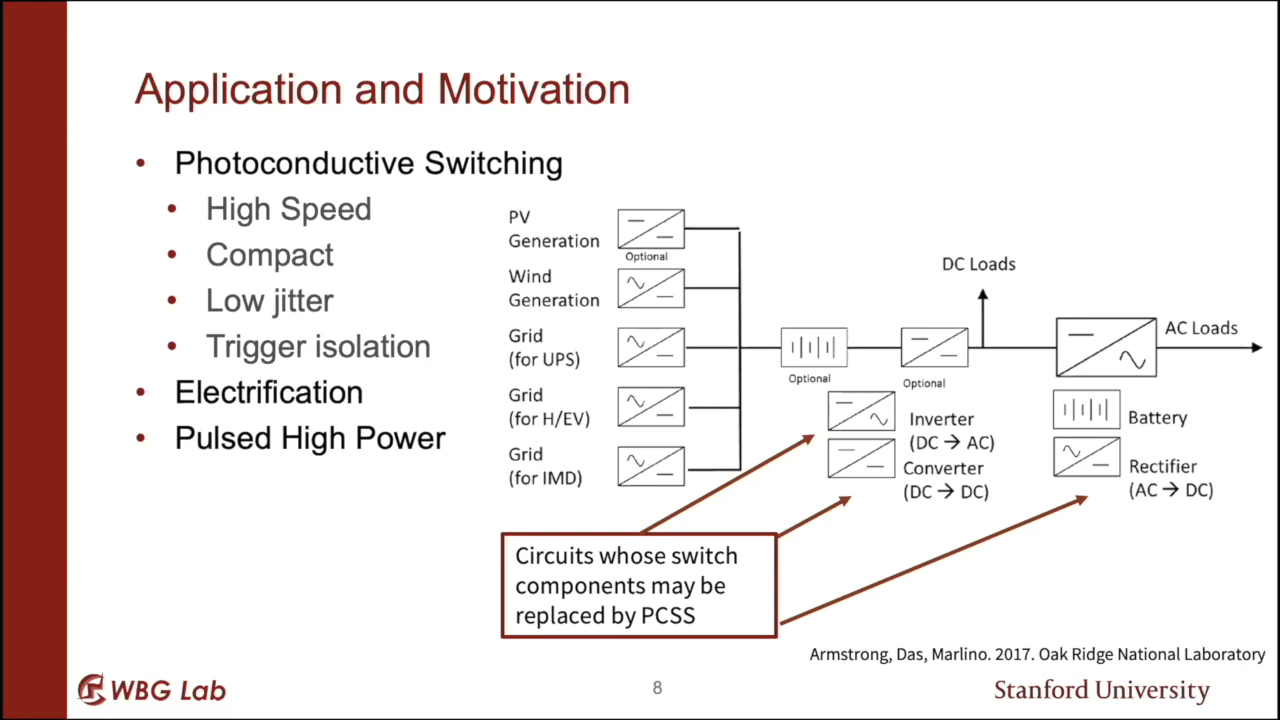 Application and Motivation
• Photoconductive Switching
• High Speed
• Compact
• Low jitter
• Trigger isolation
• Electrification
• Pulsed High Power
PV
Generation
Optional
Wind
Generation
Grid
(for UPS)
Grid
(for H/EV)
Grid
(for IMD)
Optional
Optional
DC Loads
AC Loads
Inverter
(DC → AC)
Converter
(DC → DC)
Battery
Rectifier
(AC → DC)
Circuits whose switch
components may be
replaced by PCSS
Armstrong, Das, Marlino. 2017. Oak Ridge National Laboratory
WBG Lab
8
Stanford University